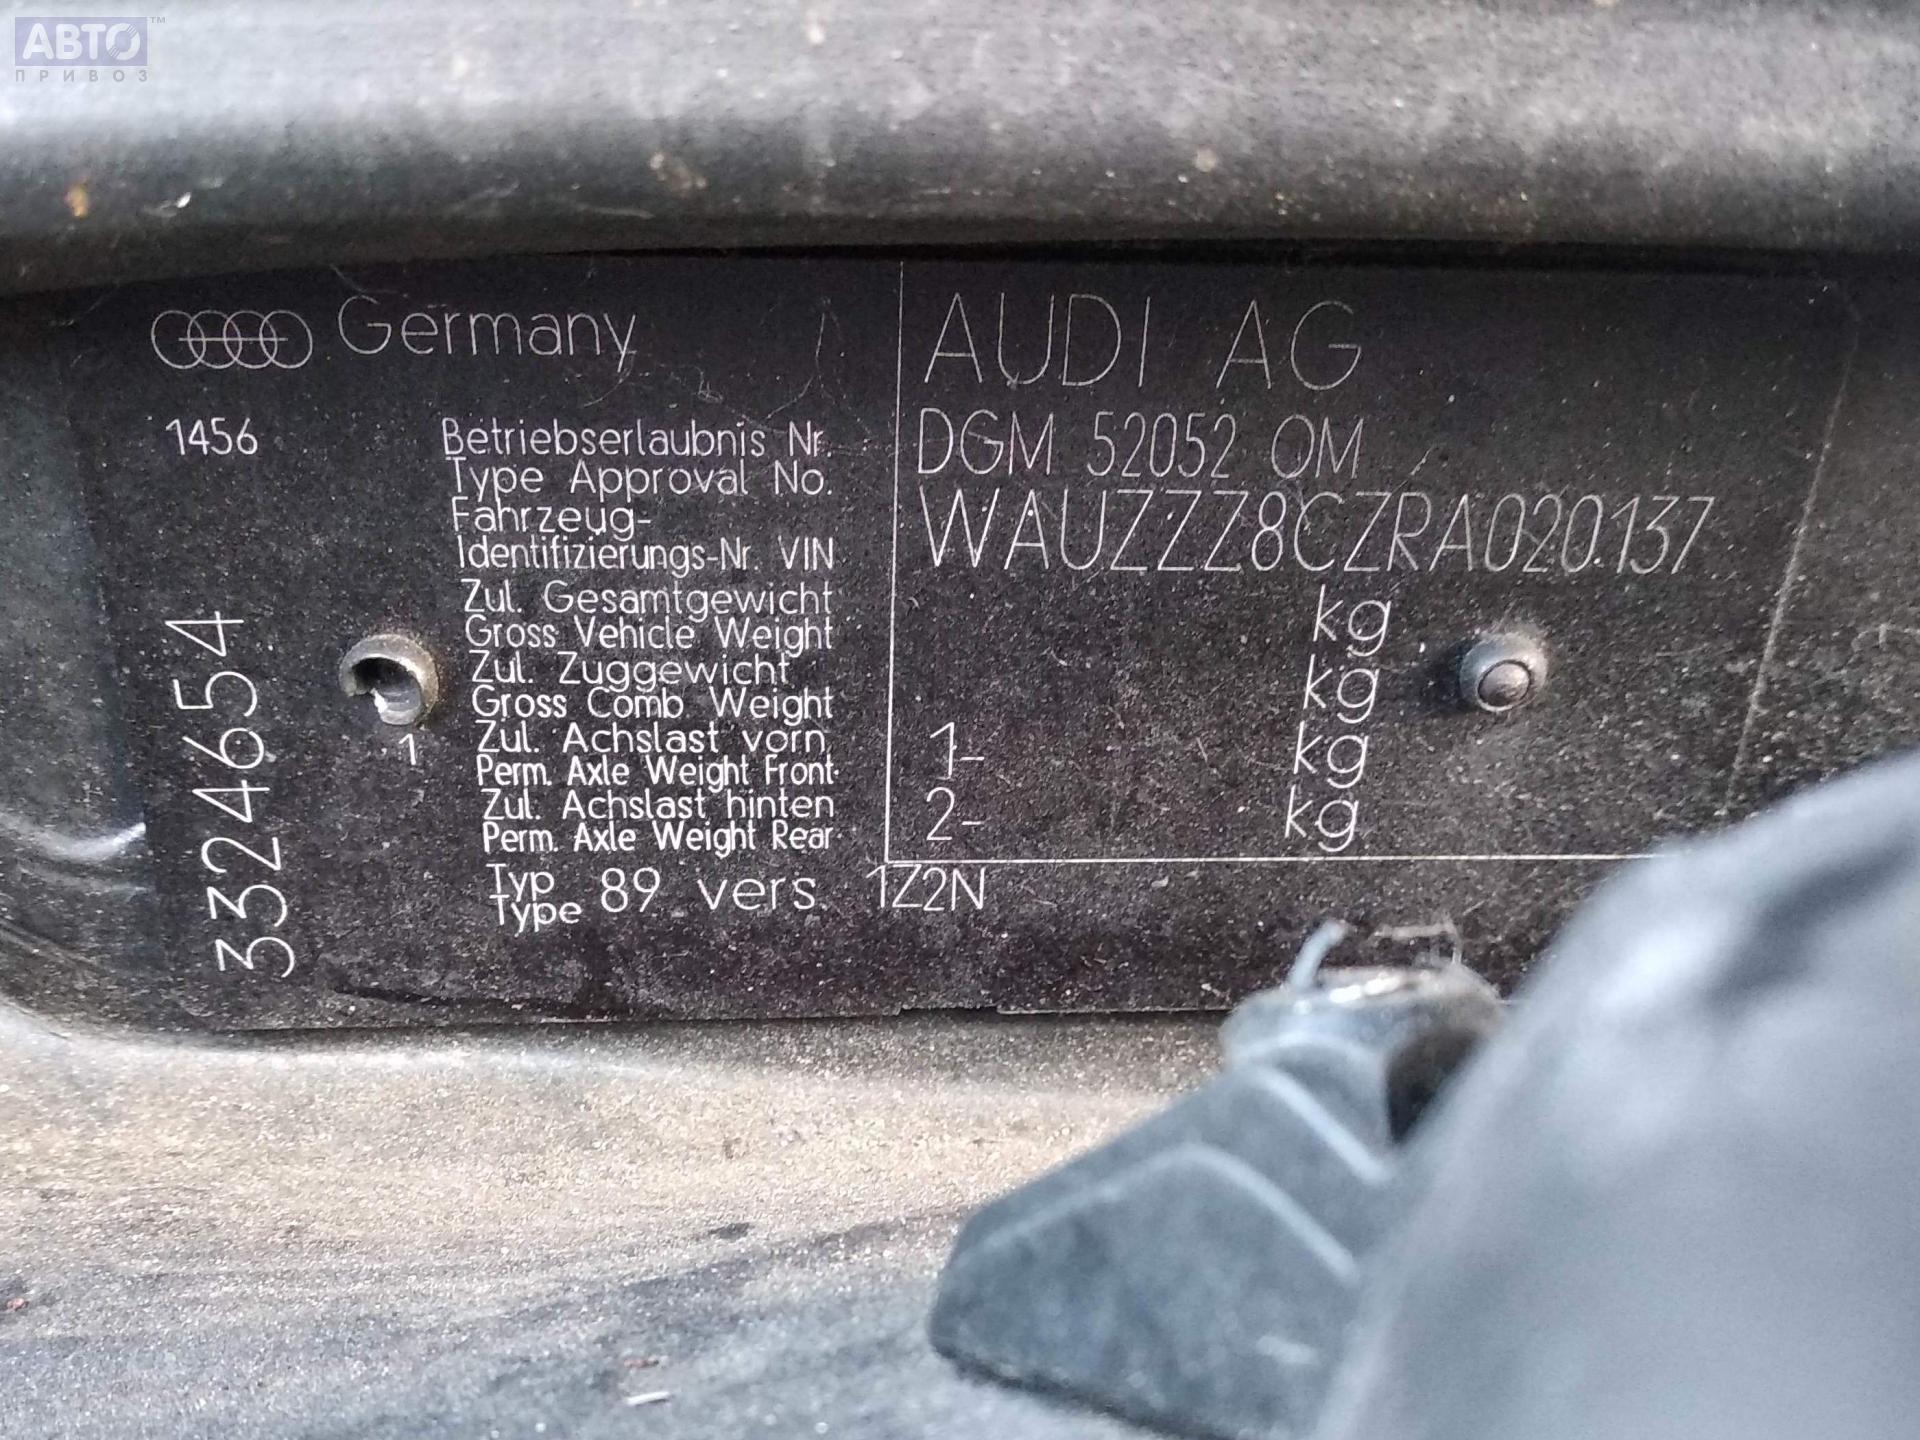 АВТО™
ПРИВОЗ
Germany
AUDI AG
1456
Betriebserlaubnis Nr.
Type Approval No.
DGM 52052 OM
Fahrzeug-
Identifizierungs-Nr. VIN
WAUZZZ8CZRA020137
Zul. Gesamtgewicht
Gross Vehicle Weight
kg
Zul. Zuggewicht
Gross Comb. Weight
kg
Zul. Achslast vorn
Perm. Axle Weight Front
1- kg
Zul. Achslast hinten
Perm. Axle Weight Rear
2- kg
Typ
Type
89 vers 1Z2N
3324654
1